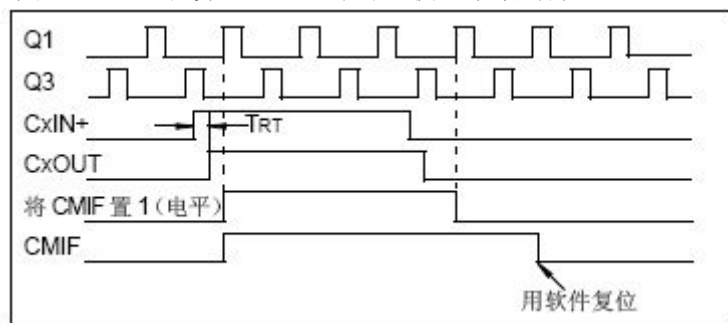 Q1
Q3
CxIN+
TRT
CxOUT
将 CMIF 置 1(电平)
CMIF
用软件复位